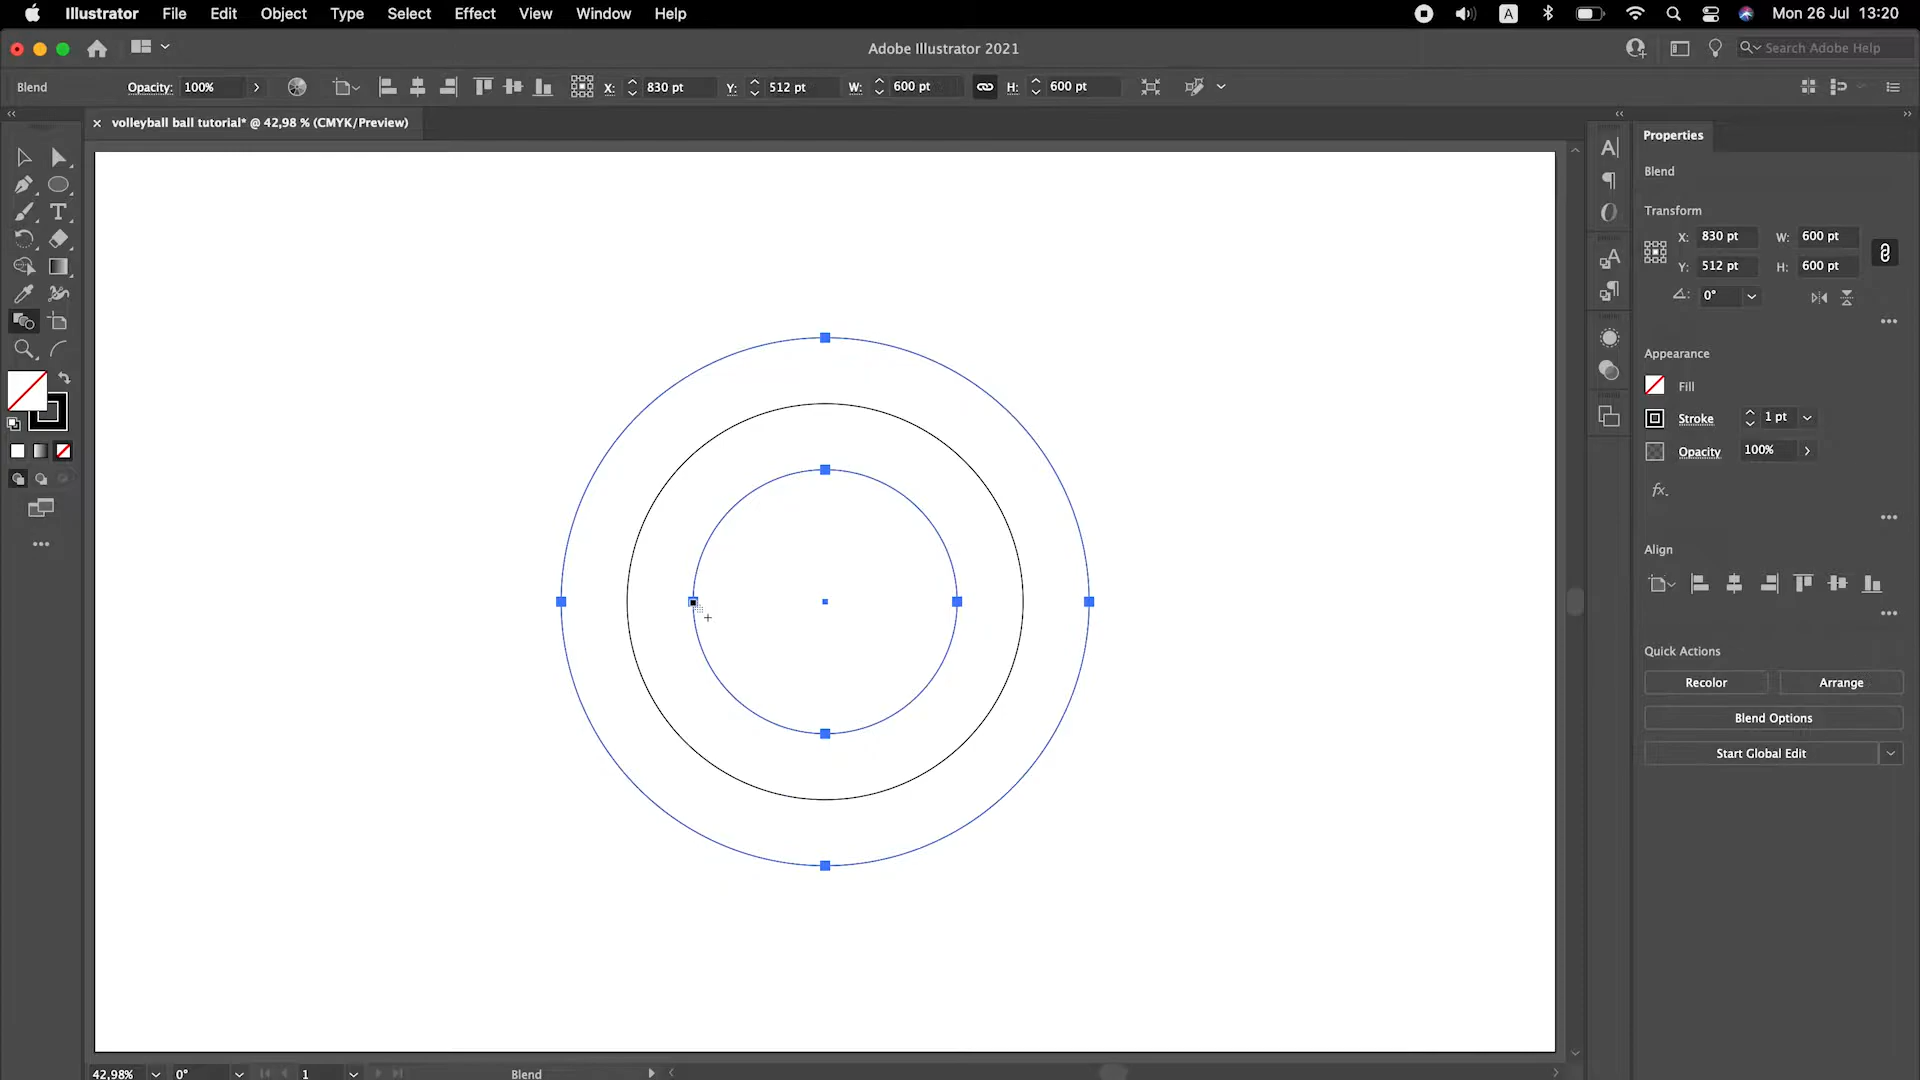 Illustrator File Edit Object Type Select Effect View Window Help A Mon 26 Jul 13:20
Adobe Illustrator 2021 Search Adobe Help
Blend Opacity: 100% X: 830 pt Y: 512 pt W: 600 pt H: 600 pt
volleyball ball tutorial* @ 42,98 % (CMYK/Preview)
Properties
Blend
Transform
X: 830 pt W: 600 pt
Y: 512 pt H: 600 pt
0°
Appearance
Fill
Stroke 1 pt
Opacity 100%
fx
Align
Quick Actions
Recolor Arrange
Blend Options
Start Global Edit
42,98% 0° 1 Blend